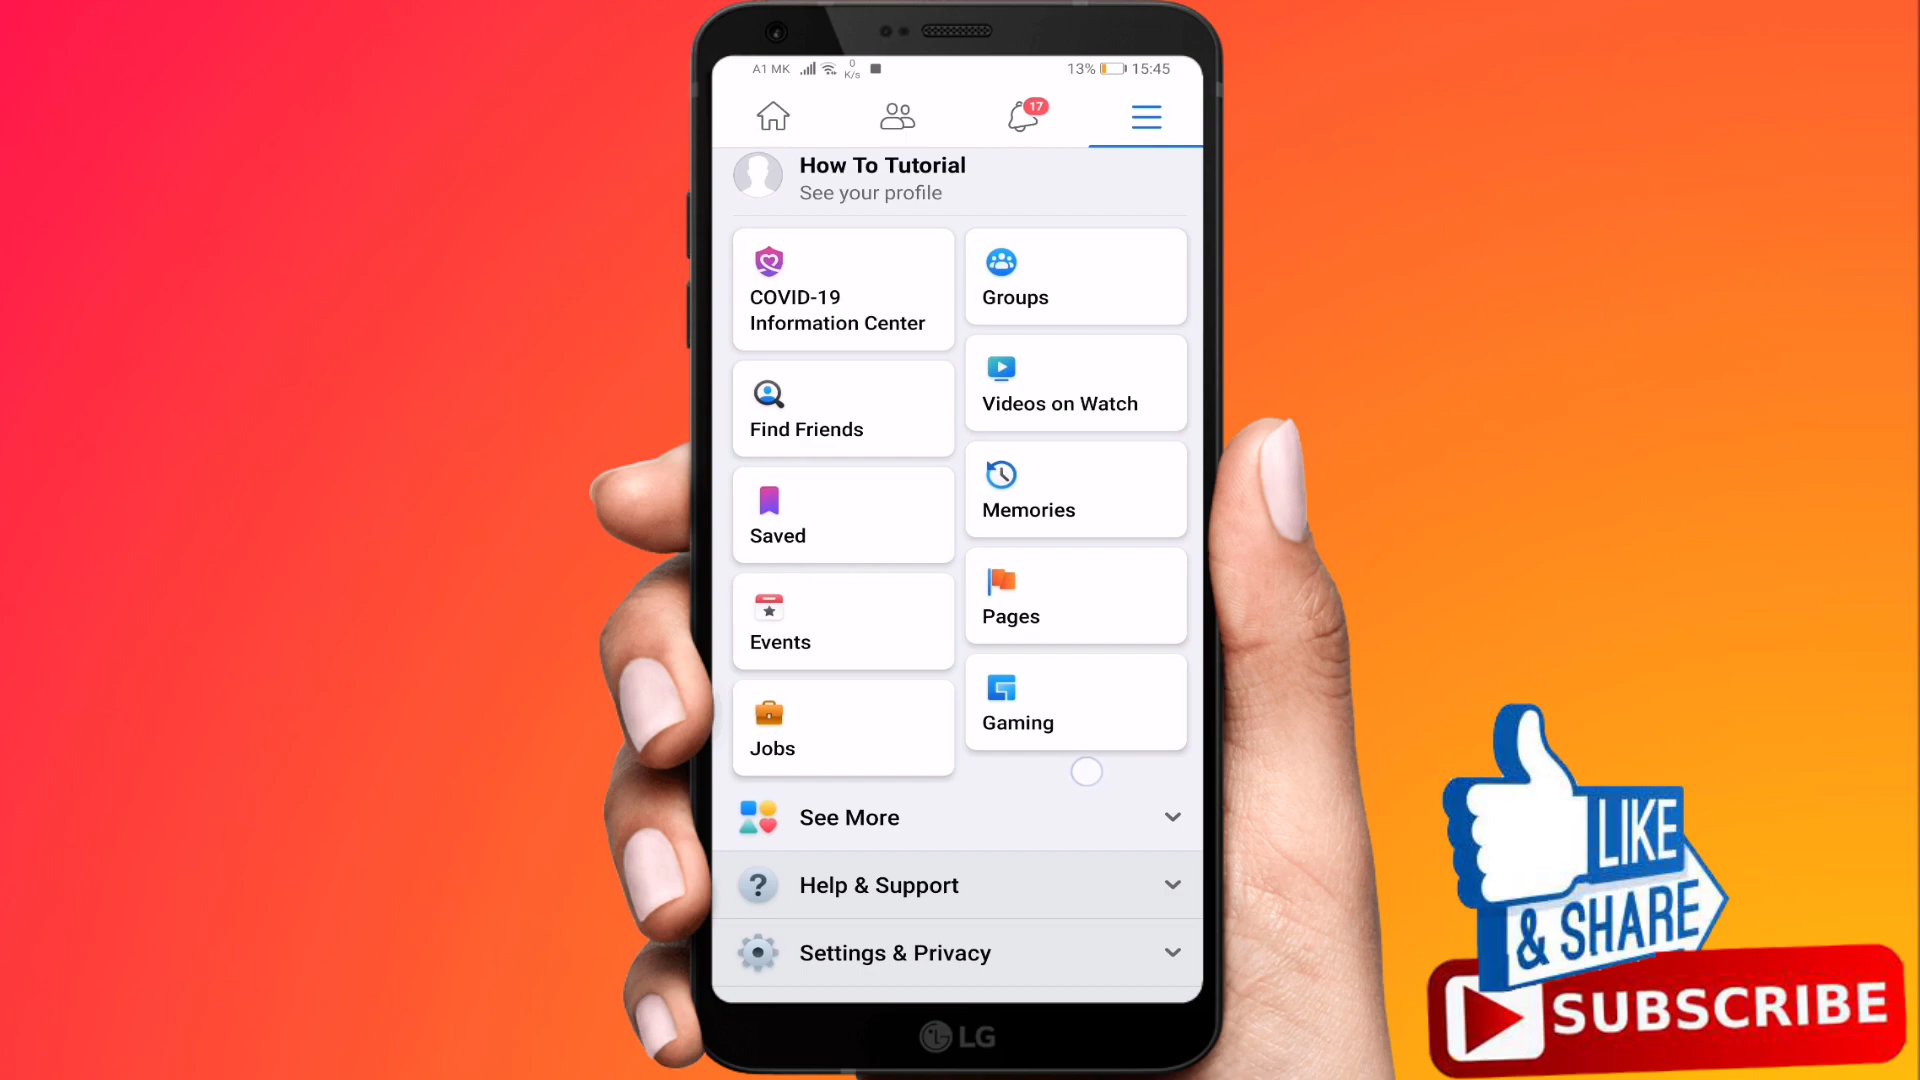 A1 MK
0
K/s
13%
15:45
17
How To Tutorial
See your profile
COVID-19
Information Center
Groups
Find Friends
Videos on Watch
Saved
Memories
Events
Pages
Jobs
Gaming
See More
Help & Support
Settings & Privacy
LG
LIKE
& SHARE
SUBSCRIBE